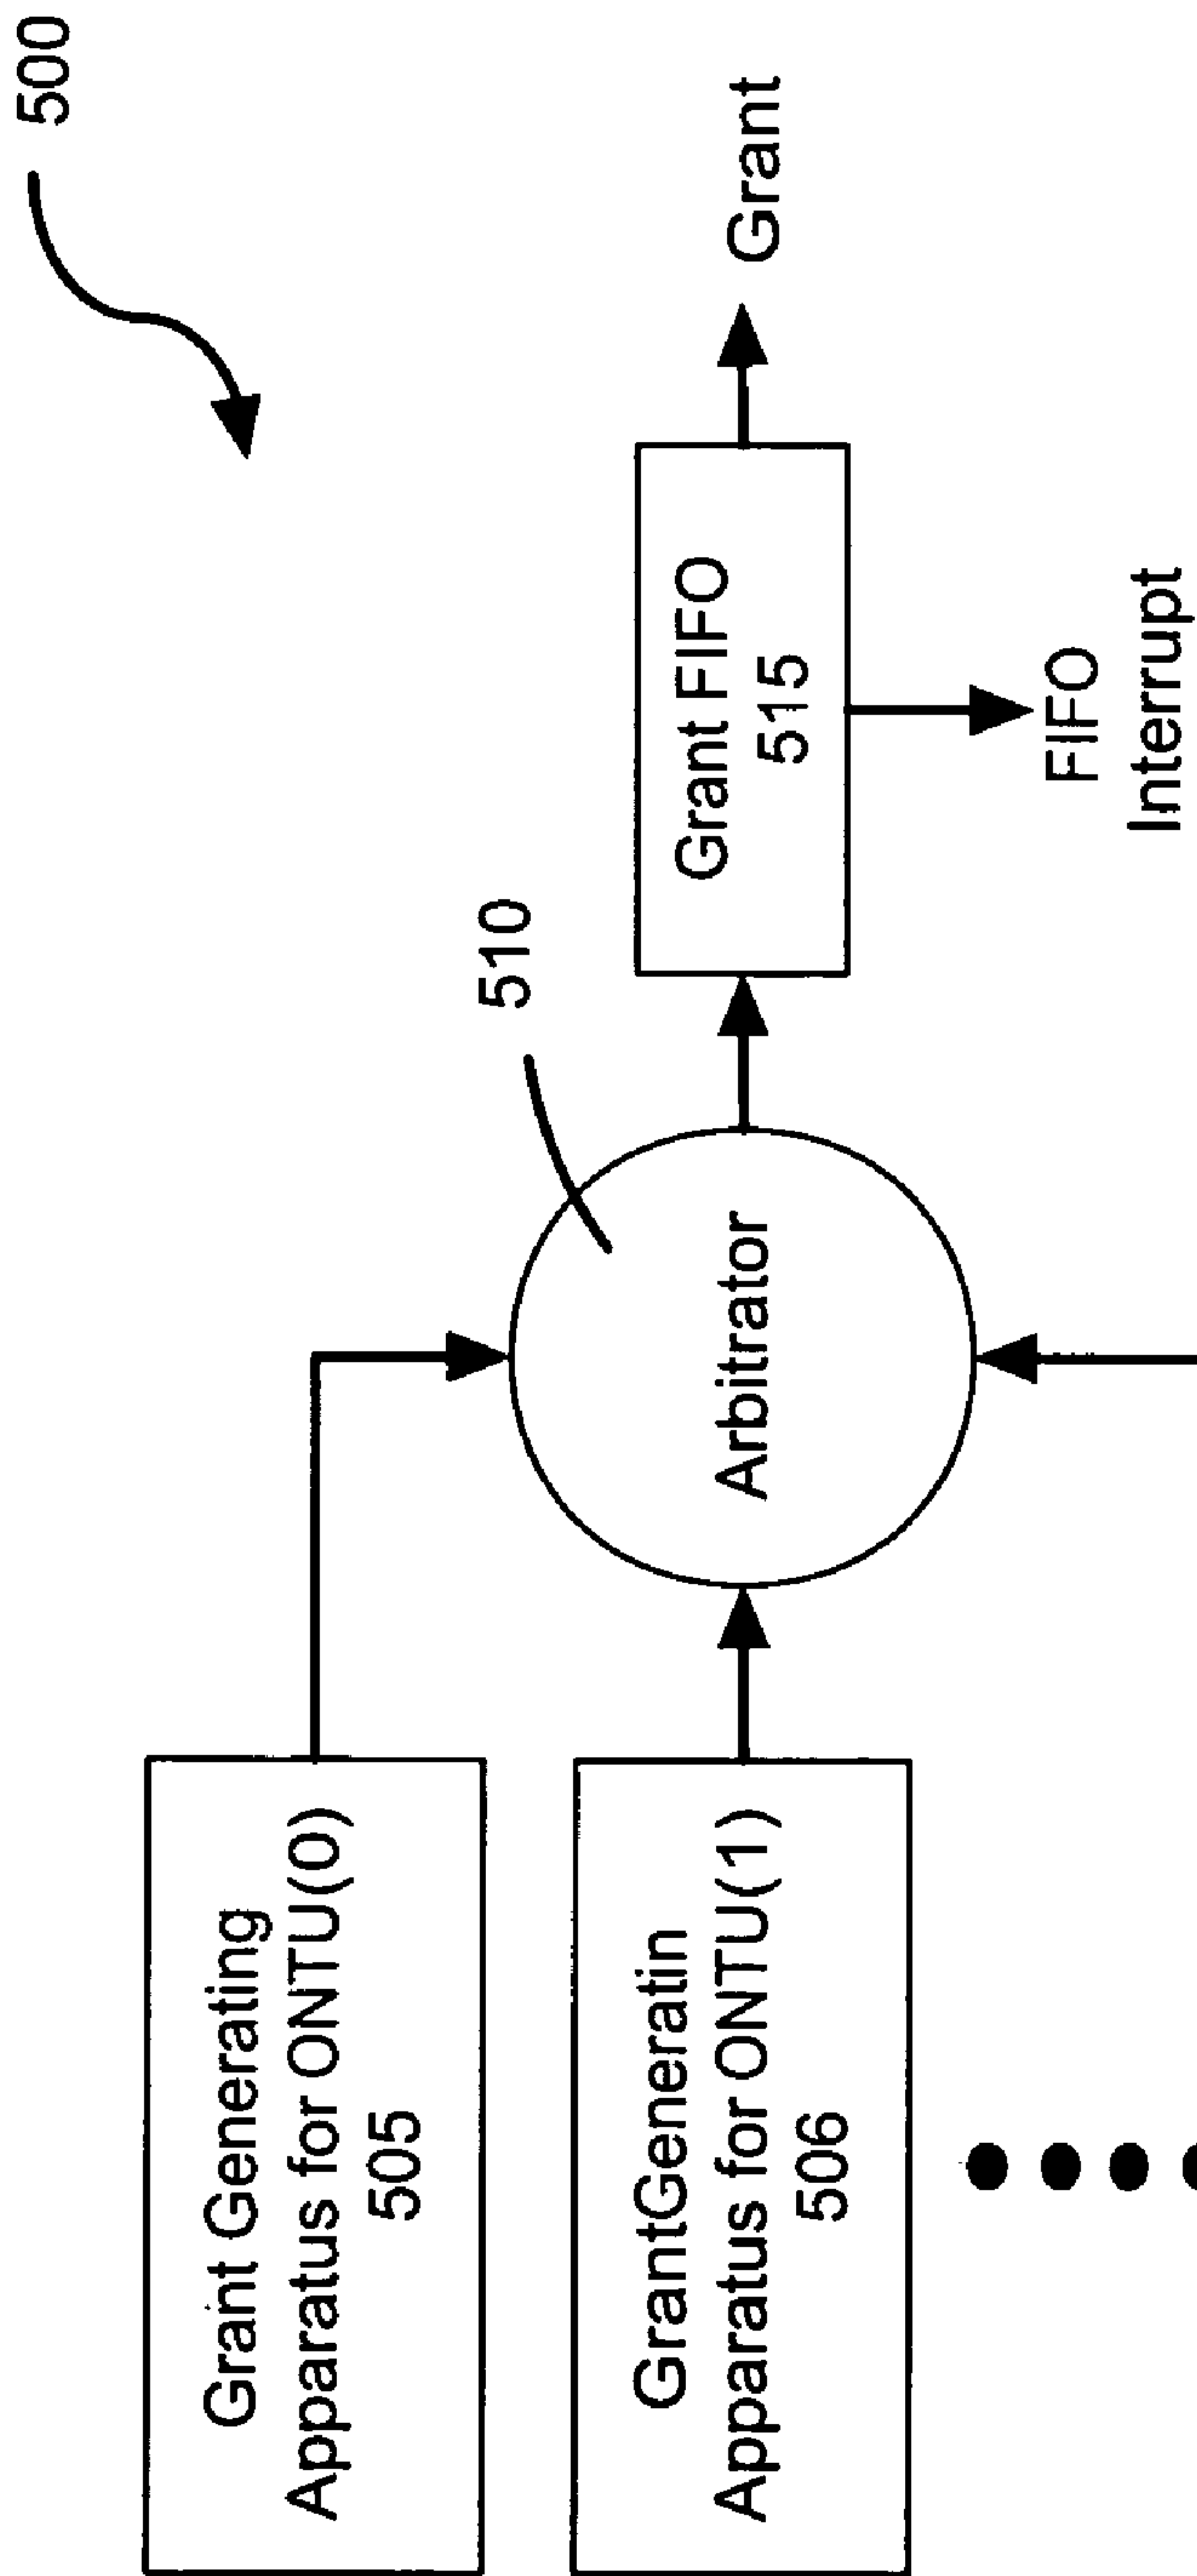 500
Grant Generating
Apparatus for ONTU(0)
505
510
Arbitrator
Grant FIFO
515
Grant
GrantGeneratin
Apparatus for ONTU(1)
506
FIFO
Interrupt